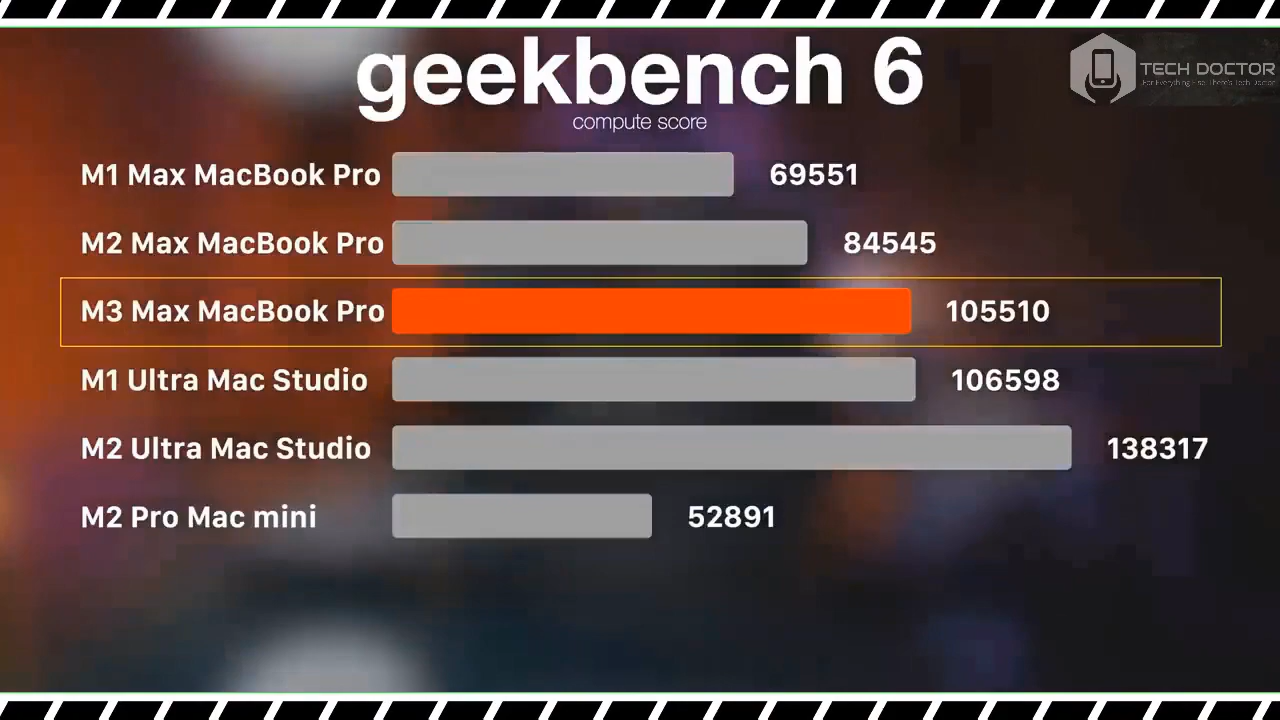 geekbench 6
compute score
TECH DOCTOR
M1 Max MacBook Pro 69551
M2 Max MacBook Pro 84545
M3 Max MacBook Pro 105510
M1 Ultra Mac Studio 106598
M2 Ultra Mac Studio 138317
M2 Pro Mac mini 52891